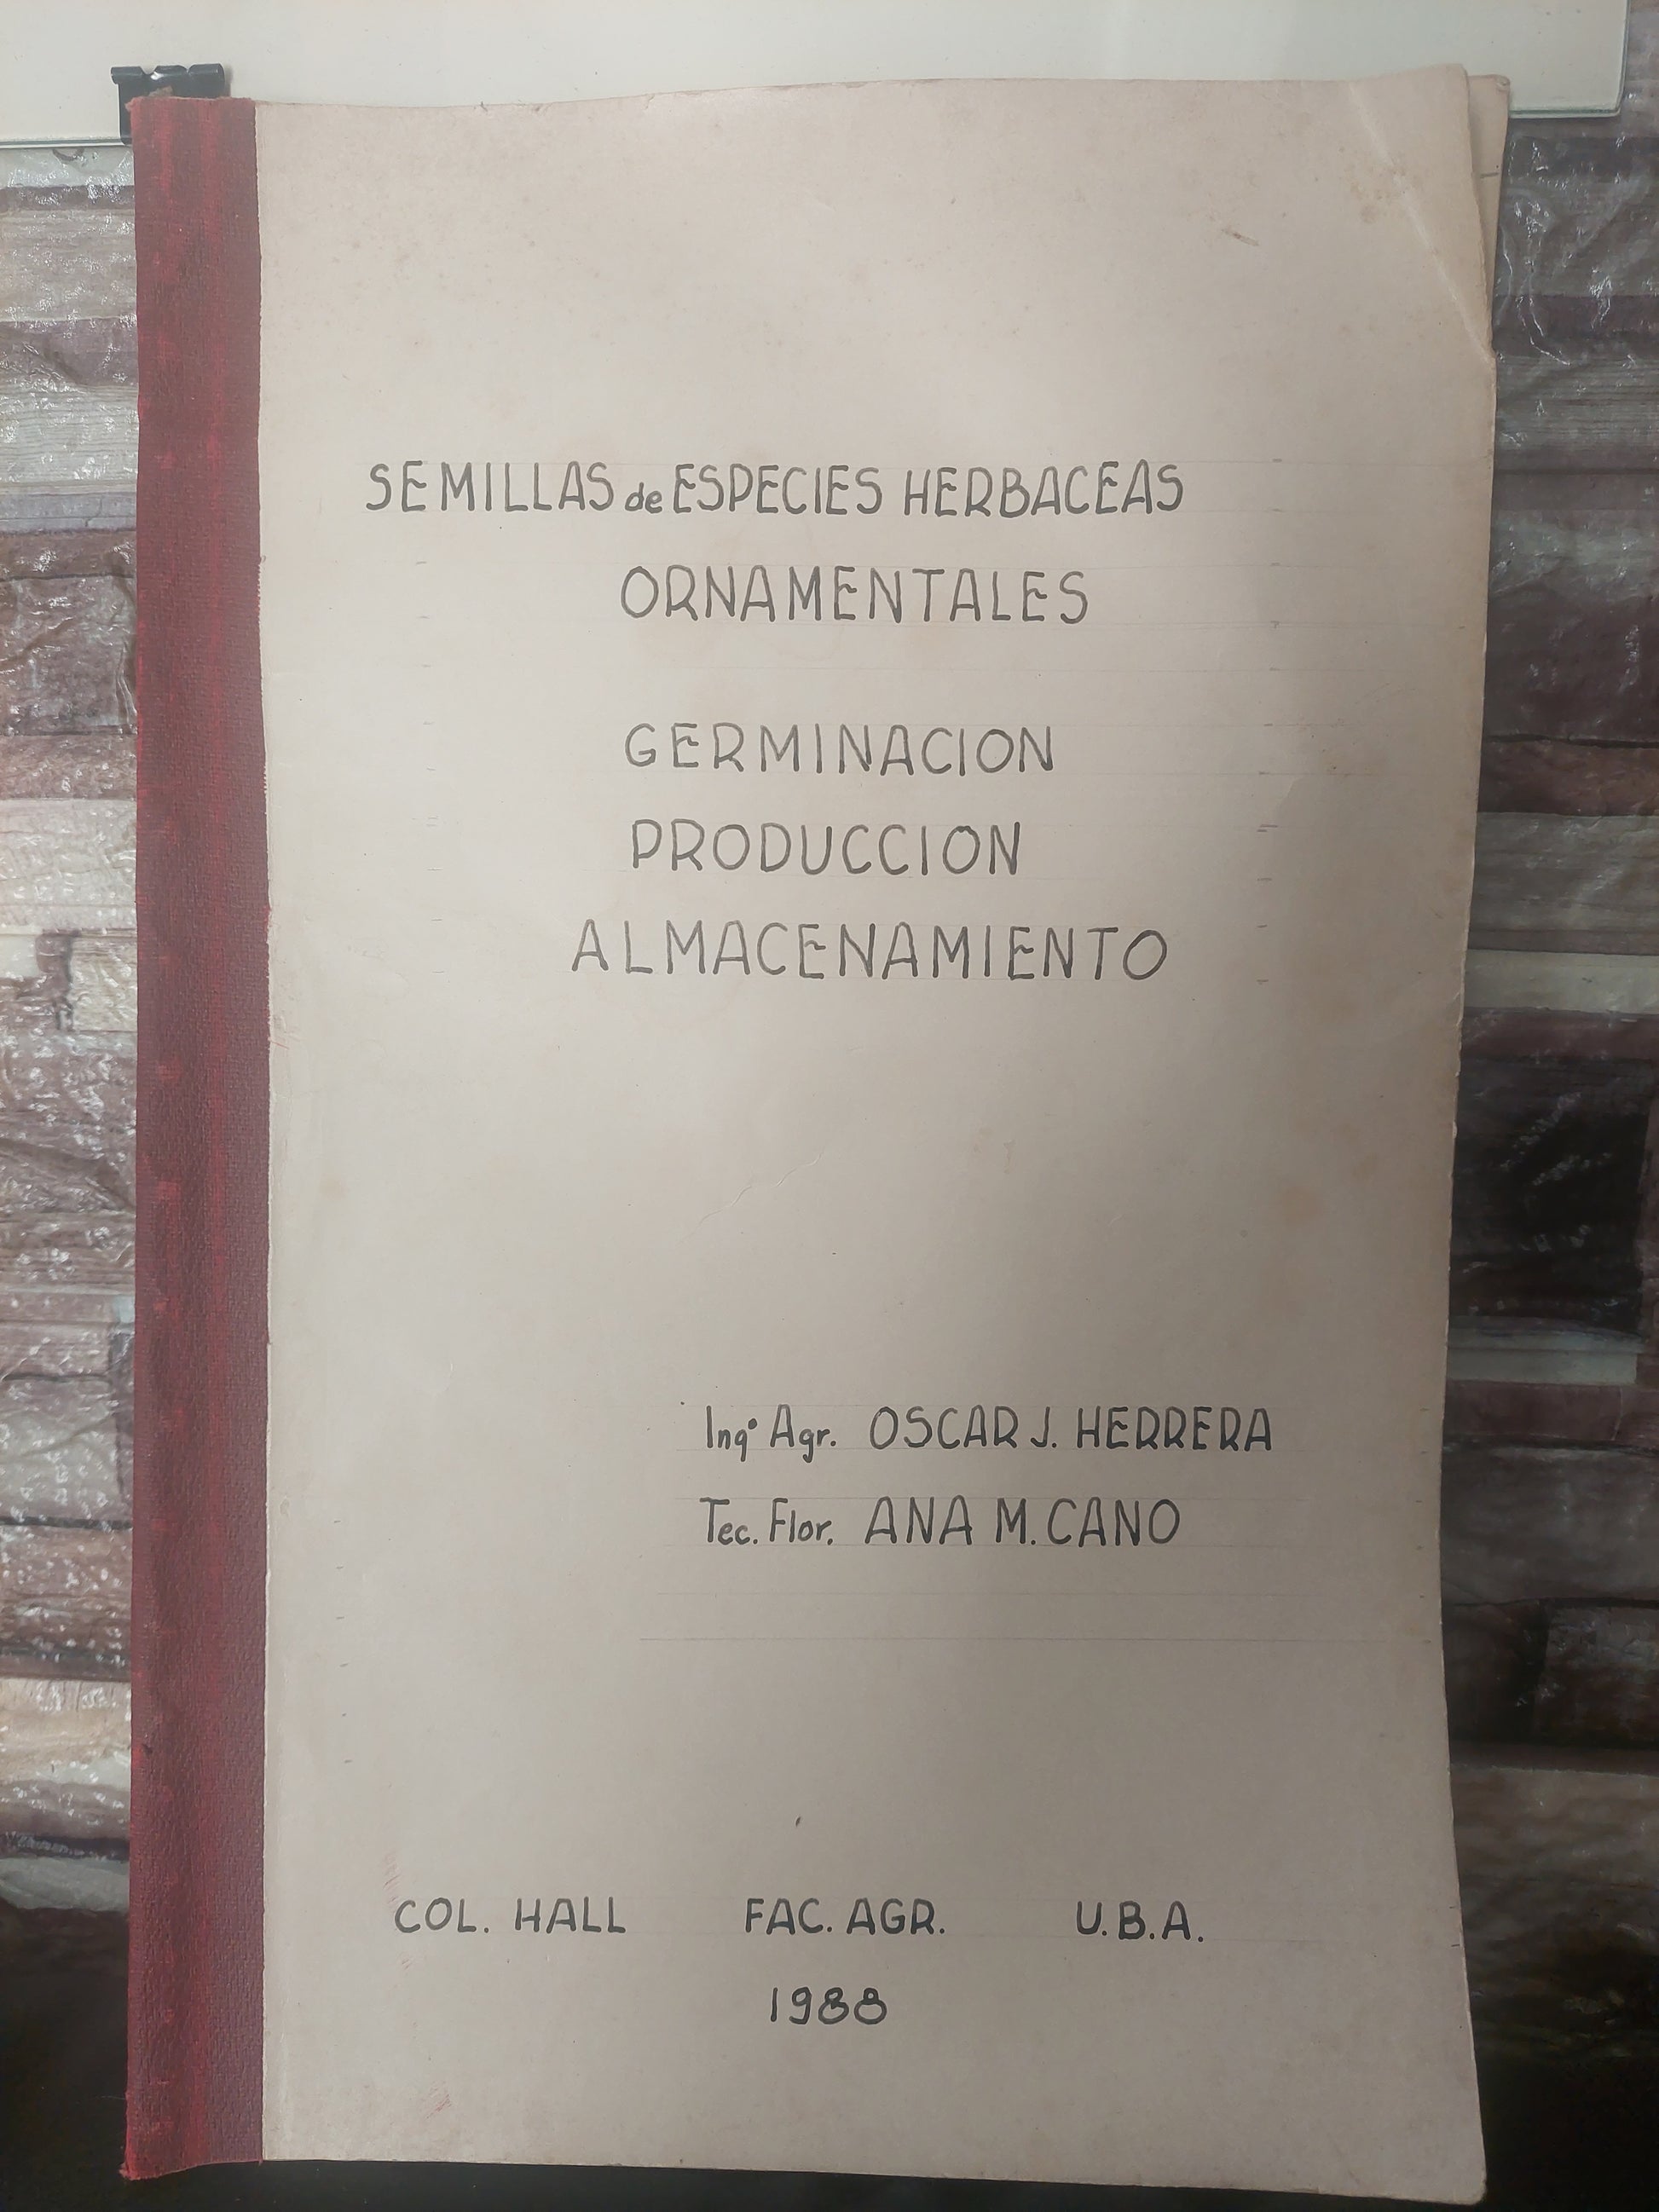 SEMILLAS de ESPECIES HERBACEAS
ORNAMENTALES
GERMINACION
PRODUCCION
ALMACENAMIENTO
Ing° Agr. OSCAR J. HERRERA
Tec. Flor. ANA M. CANO
COL. HALL FAC. AGR. U.B.A.
1988